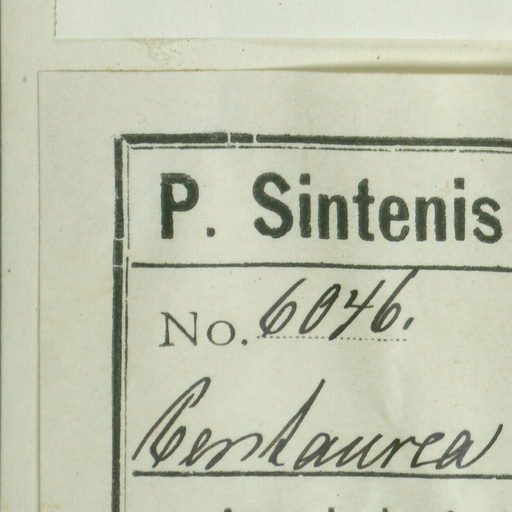 P. Sintenis
No. 6046.
Centaurea